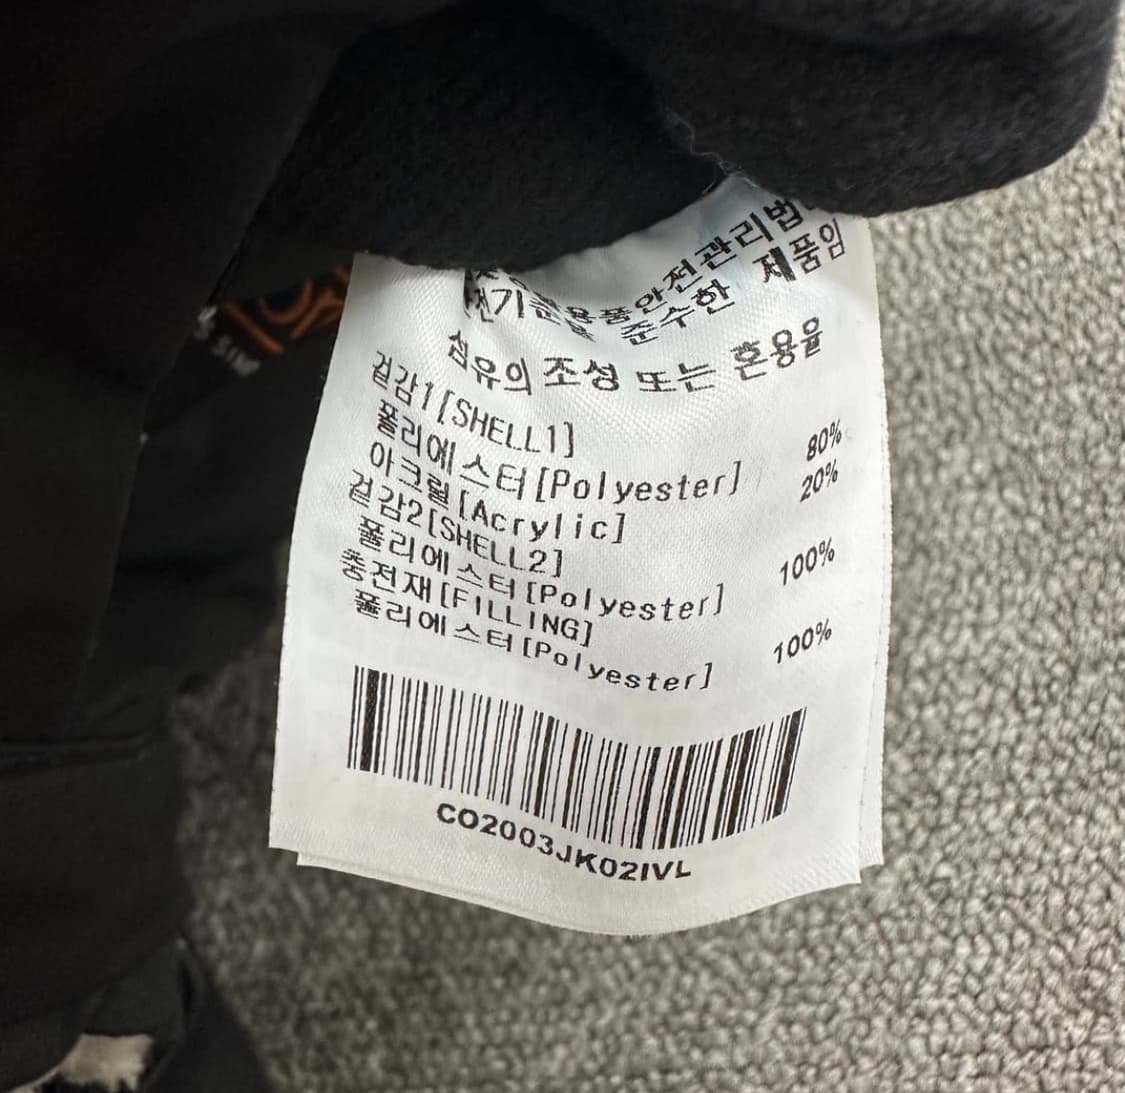 용품안전관리법
전기준을 준수한 제품임
섬유의 조성 또는 혼용율
겉감1[SHELL1]
폴리에스터[Polyester] 80%
아크릴[Acrylic] 20%
겉감2[SHELL2]
폴리에스터[Polyester] 100%
충전재[FILLING]
폴리에스터[Polyester] 100%
CO2003JK02IVL